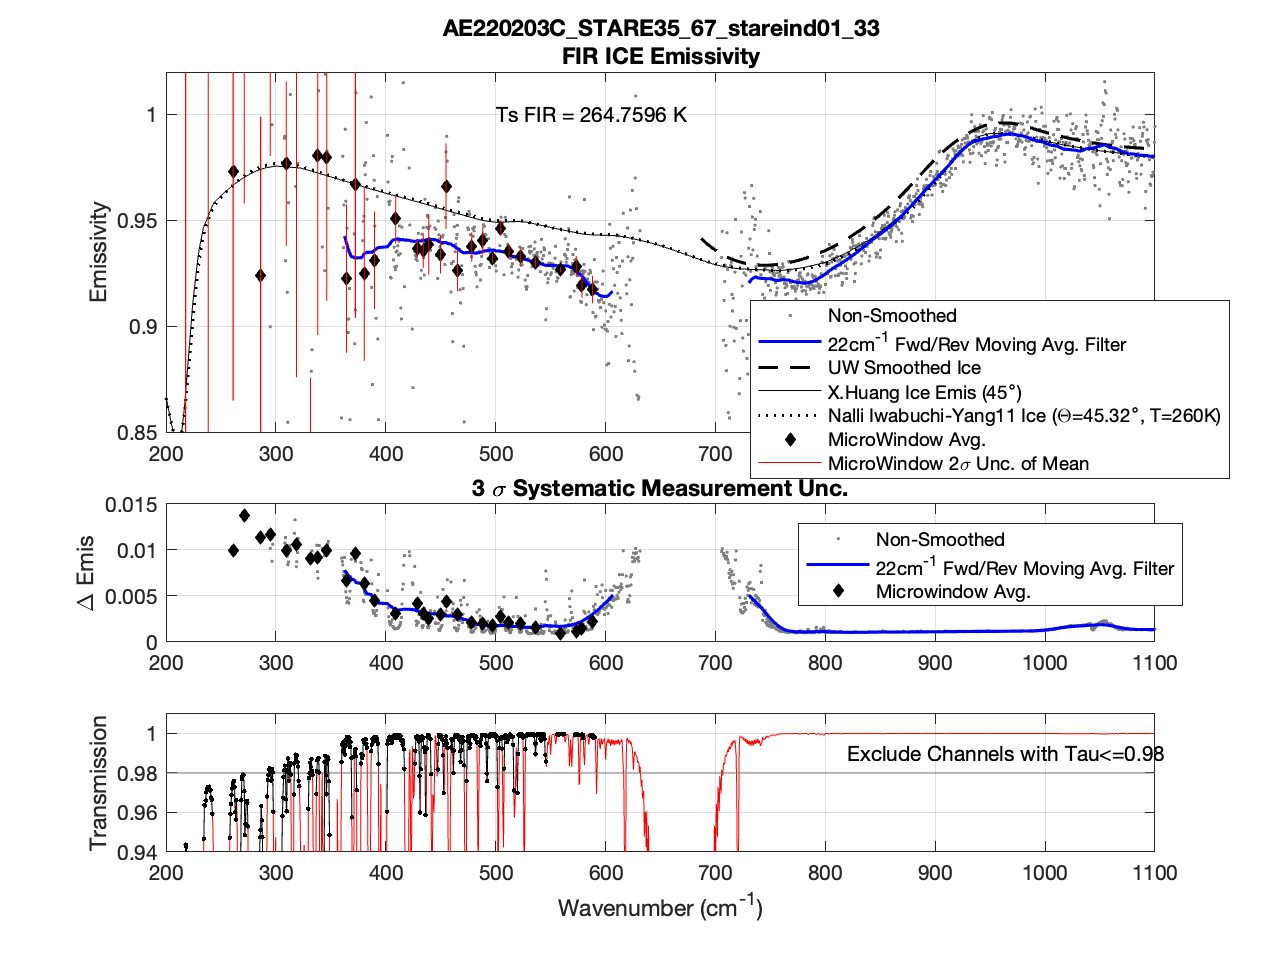 AE220203C_STARE35_67_stareind01_33
FIR ICE Emissivity
Ts FIR = 264.7596 K
1
0.95
0.9
0.85
Emissivity
200 300 400 500 600 700
Non-Smoothed
22cm⁻¹ Fwd/Rev Moving Avg. Filter
UW Smoothed Ice
X.Huang Ice Emis (45°)
Nalli Iwabuchi-Yang11 Ice (Θ=45.32°, T=260K)
MicroWindow Avg.
MicroWindow 2σ Unc. of Mean
3 σ Systematic Measurement Unc.
0.015
0.01
0.005
0
Δ Emis
Non-Smoothed
22cm⁻¹ Fwd/Rev Moving Avg. Filter
Microwindow Avg.
200 300 400 500 600 700 800 900 1000 1100
1
0.98
0.96
0.94
Transmission
Exclude Channels with Tau<=0.98
200 300 400 500 600 700 800 900 1000 1100
Wavenumber (cm⁻¹)